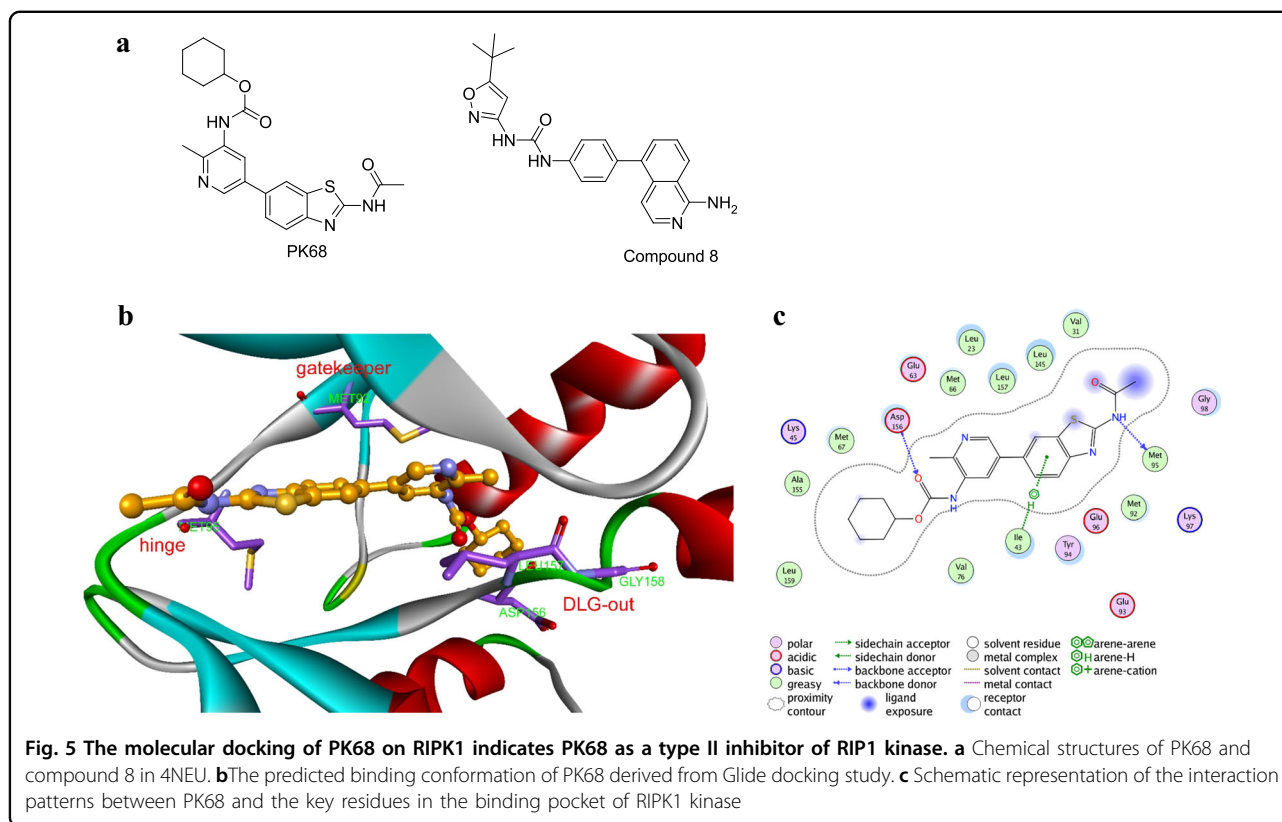 a
O
HN
O
N
S
N
O
NH
PK68
O
N
HN
O
HN
N
NH2
Compound 8
b
gatekeeper
MET92
hinge
GLY158
ASP156
DLG-out
c
Val
31
Leu
23
Leu
145
Glu
63
Met
66
Leu
157
Gly
98
Asp
156
Lys
45
Met
67
Met
95
Ala
155
Glu
96
Met
92
Lys
97
Ile
43
Tyr
94
Leu
159
Val
76
Glu
93
O
NH
S
N
N
O
N
H
O
H
polar
acidic
basic
greasy
proximity
contour
sidechain acceptor
sidechain donor
backbone acceptor
backbone donor
ligand
exposure
solvent residue
metal complex
solvent contact
metal contact
receptor
contact
arene-arene
H arene-H
+ arene-cation
Fig. 5 The molecular docking of PK68 on RIPK1 indicates PK68 as a type II inhibitor of RIP1 kinase. a Chemical structures of PK68 and
compound 8 in 4NEU. bThe predicted binding conformation of PK68 derived from Glide docking study. c Schematic representation of the interaction
patterns between PK68 and the key residues in the binding pocket of RIPK1 kinase